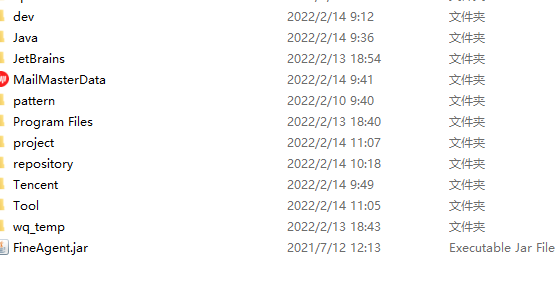 dev 2022/2/14 9:12 文件夹
Java 2022/2/14 9:36 文件夹
JetBrains 2022/2/13 18:54 文件夹
MailMasterData 2022/2/14 9:41 文件夹
pattern 2022/2/10 9:40 文件夹
Program Files 2022/2/13 18:40 文件夹
project 2022/2/14 11:07 文件夹
repository 2022/2/14 10:18 文件夹
Tencent 2022/2/14 9:49 文件夹
Tool 2022/2/14 11:05 文件夹
wq_temp 2022/2/13 18:43 文件夹
FineAgent.jar 2021/7/12 12:13 Executable Jar File